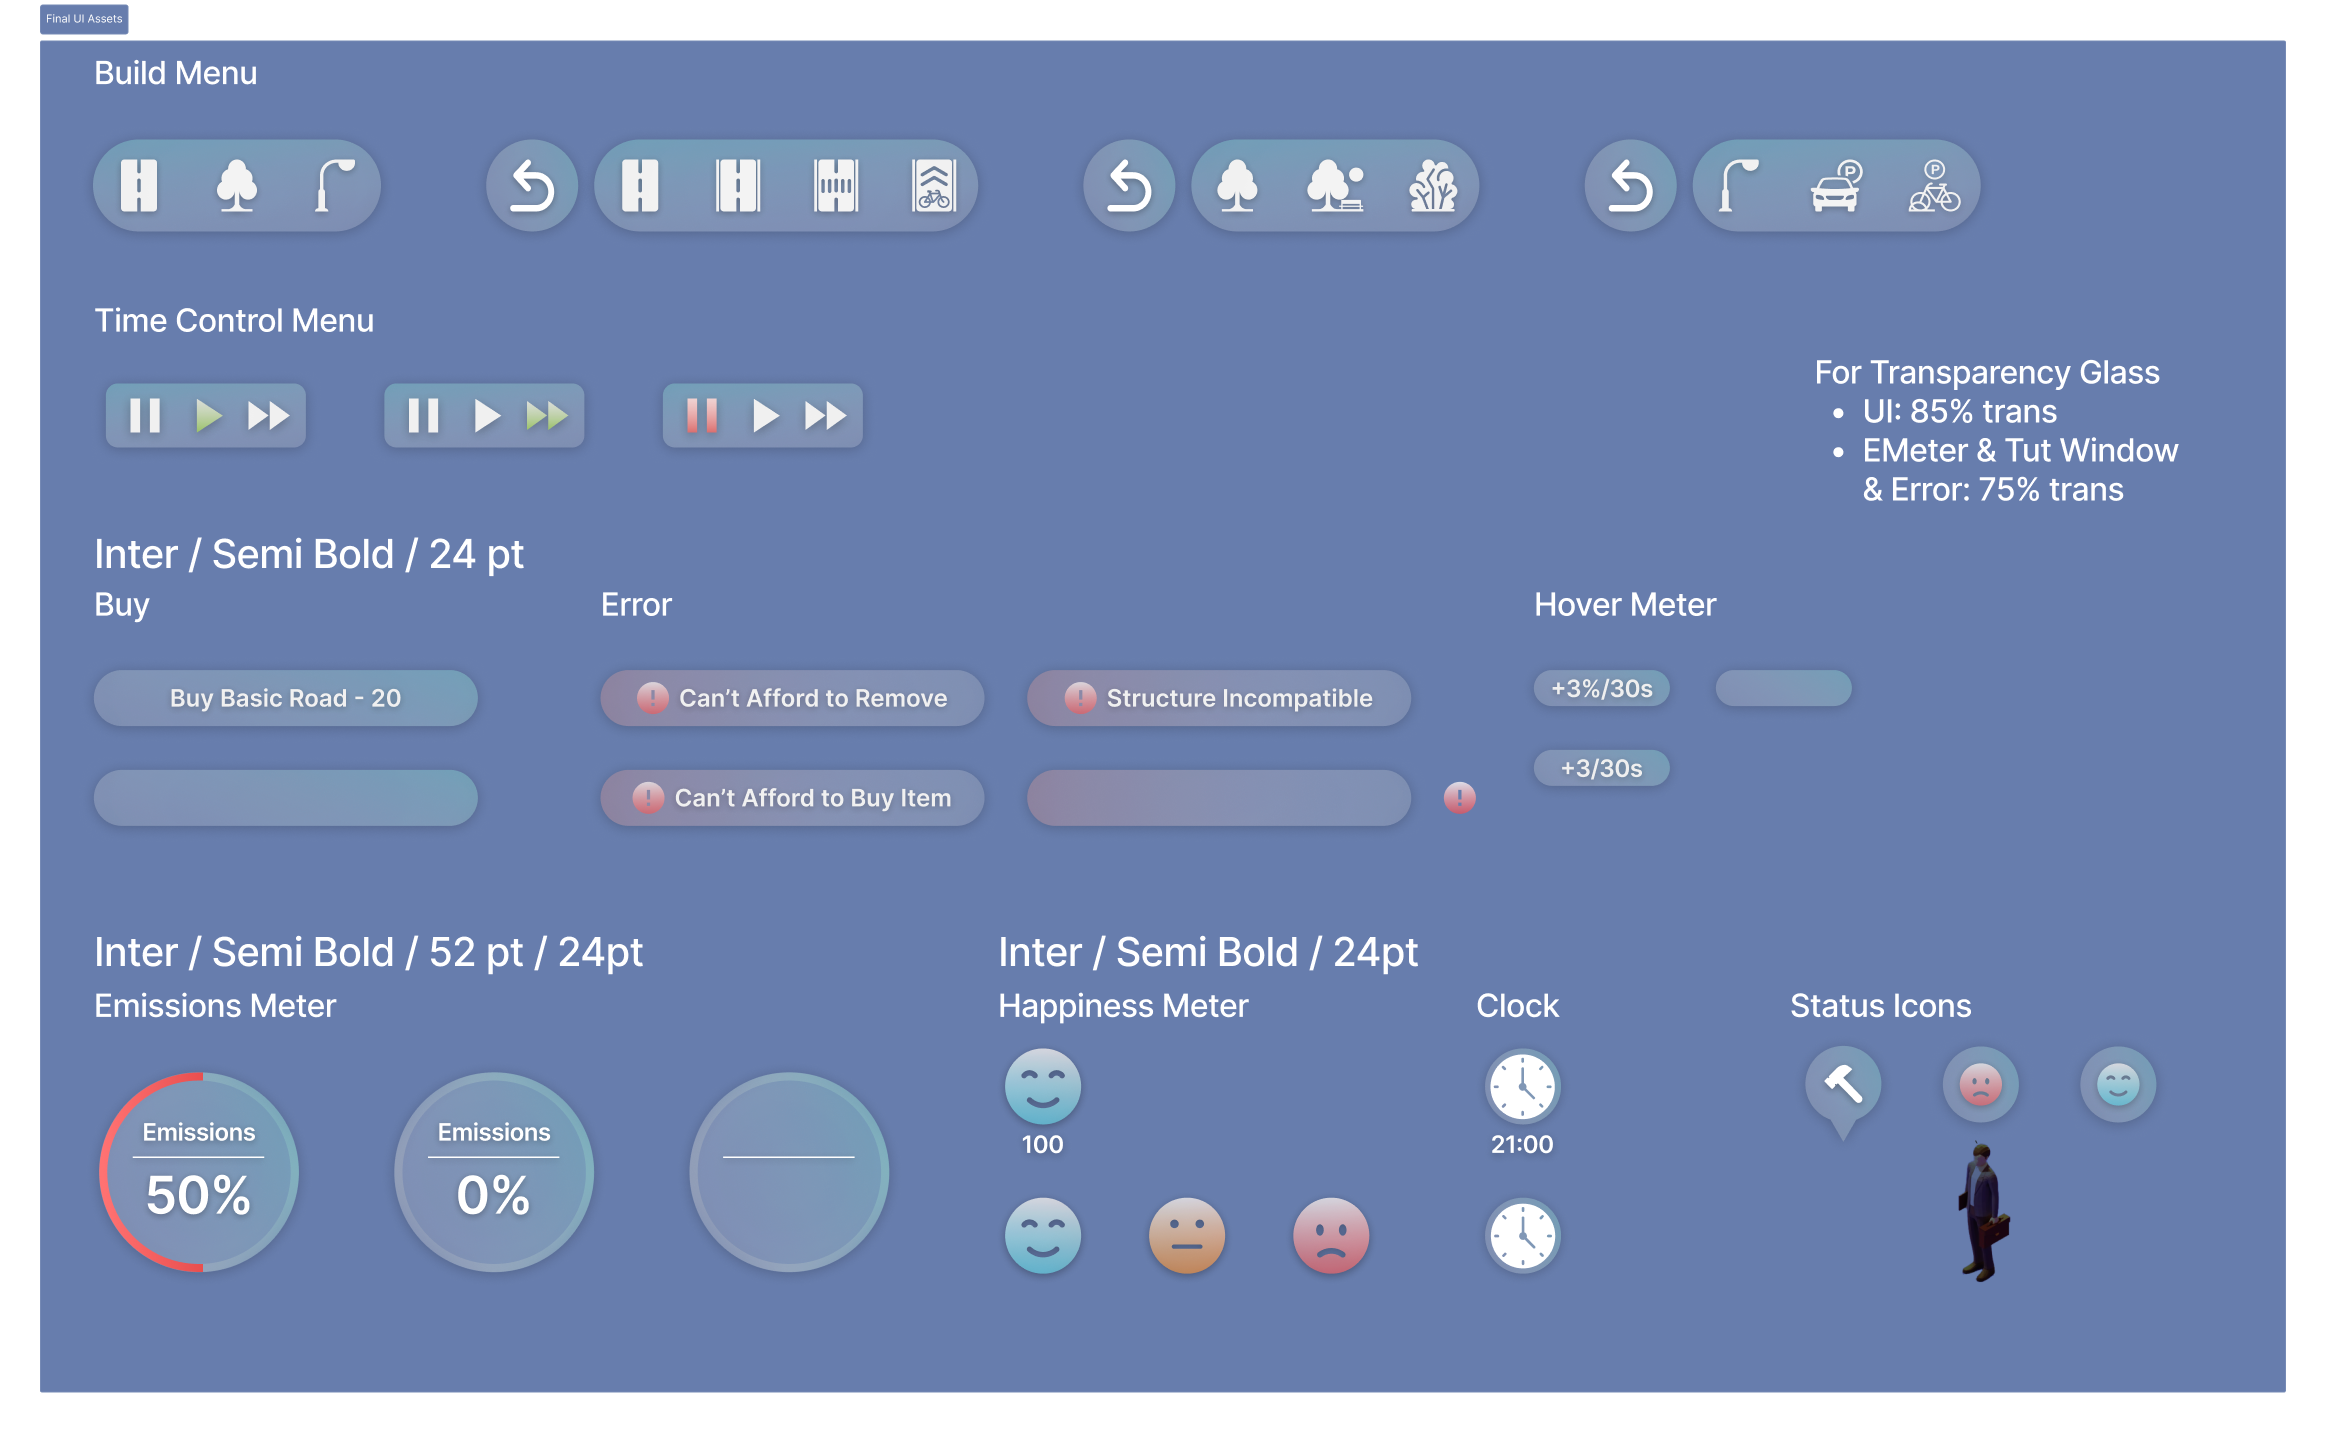 Final UI Assets
Build Menu
P
P
Time Control Menu
For Transparency Glass
• UI: 85% trans
• EMeter & Tut Window
& Error: 75% trans
Inter / Semi Bold / 24 pt
Buy
Error
Hover Meter
Buy Basic Road - 20
! Can’t Afford to Remove
! Structure Incompatible
+3%/30s
+3/30s
! Can’t Afford to Buy Item
!
Inter / Semi Bold / 52 pt / 24pt
Inter / Semi Bold / 24pt
Emissions Meter
Happiness Meter
Clock
Status Icons
Emissions
50%
Emissions
0%
100
21:00